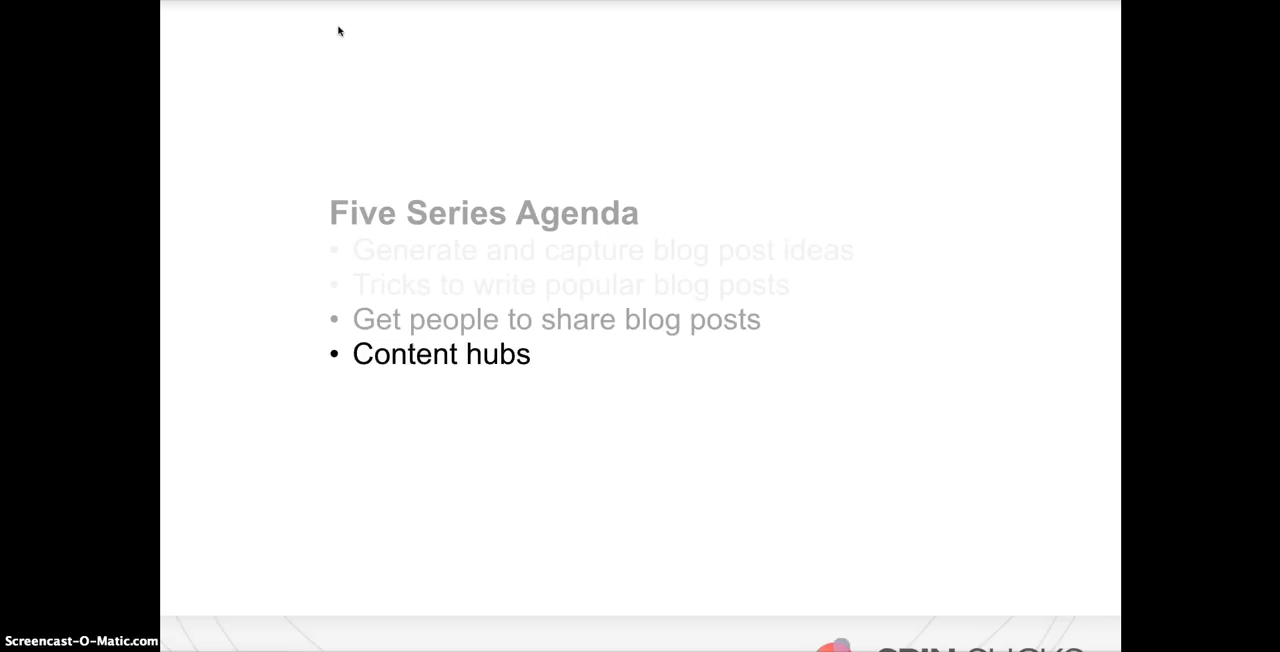 Five Series Agenda
• Generate and capture blog post ideas
• Tricks to write popular blog posts
• Get people to share blog posts
• Content hubs
Screencast-O-Matic.com